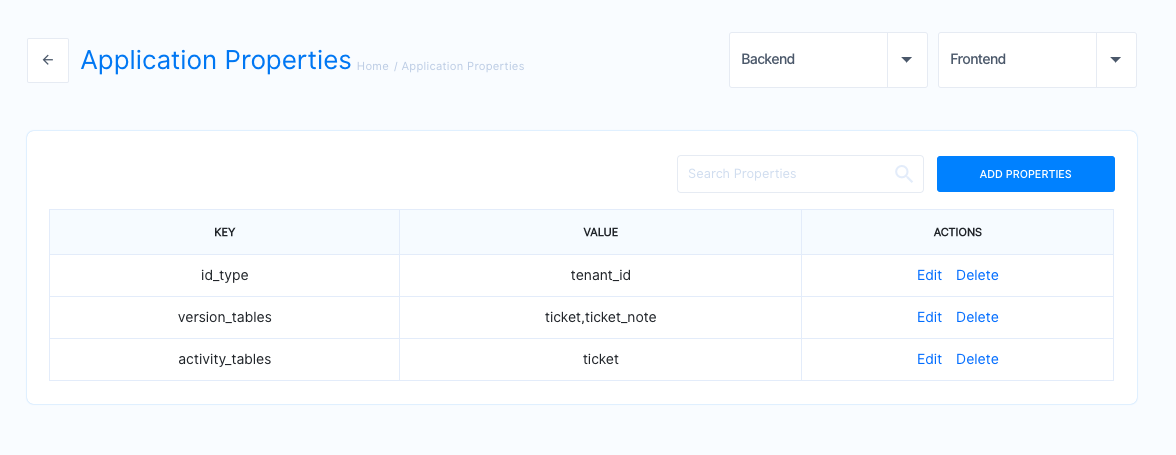 Application Properties Home / Application Properties
Backend
Frontend
Search Properties
ADD PROPERTIES
KEY VALUE ACTIONS
id_type tenant_id Edit Delete
version_tables ticket,ticket_note Edit Delete
activity_tables ticket Edit Delete